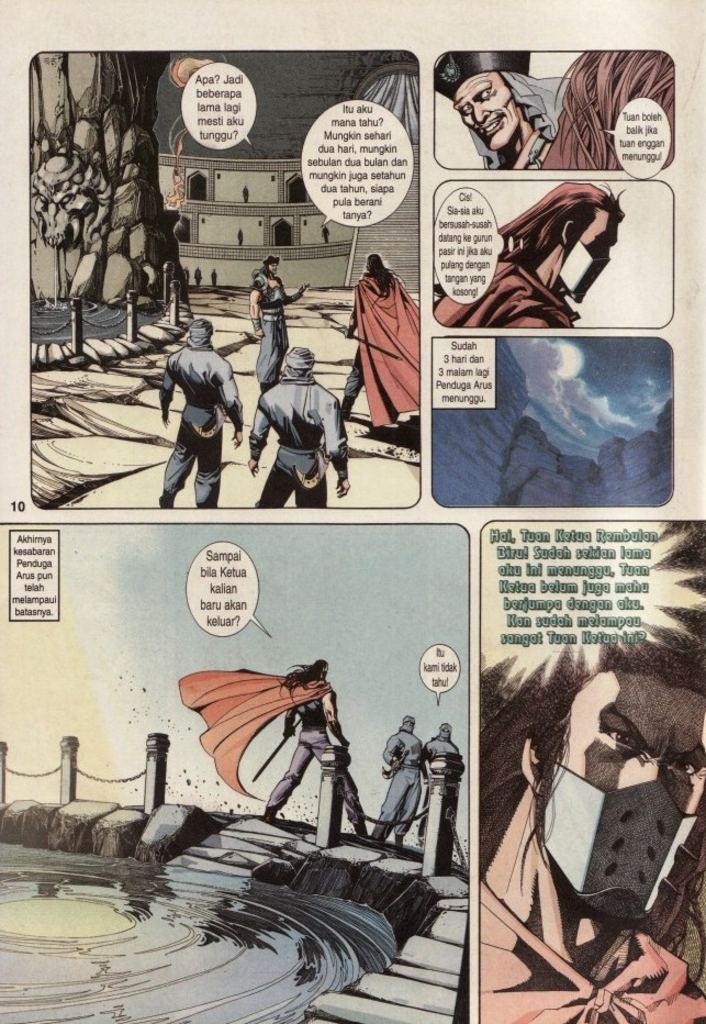 Apa? Jadi
beberapa
lama lagi
mesti aku
tunggu?
Itu aku
mana tahu?
Mungkin sehari
dua hari, mungkin
sebulan dua bulan dan
mungkin juga setahun
dua tahun, siapa
pula berani
tanya?
Tuan boleh
balik jika
tuan enggan
menunggu!
Cis!
Sia-sia aku
bersusah-susah
datang ke gurun
pasir ini jika aku
pulang dengan
tangan
kosong!
Sudah
3 hari dan
3 malam lagi
Penduga Arus
menunggu.
10
Akhirnya
kesabaran
Penduga Arus
pun telah
melampaui
batasnya.
Sampai
bila Ketua
kalian
baru akan
keluar?
Itu
kami tidak
tahu!
Hai, Tuan Ketua Rembulan
Biru! Sudah sekian lama
aku ini menunggu, Tuan
Ketua belum juga mahu
berjumpa dengan aku.
Kan sudah melampau
sangat Tuan Ketua ini?